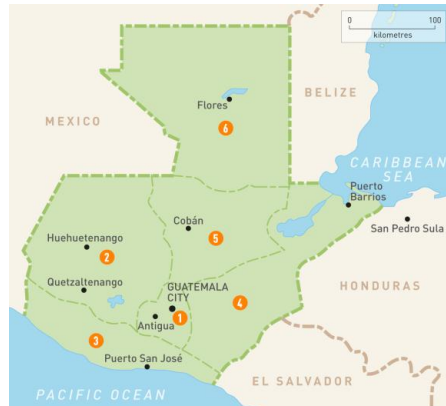 0 100
kilometres
Flores
BELIZE
MEXICO
6
CARIBBEAN
SEA
Puerto
Barrios
Cobán
San Pedro Sula
5
Huehuetenango
2
Quetzaltenango
GUATEMALA
CITY
HONDURAS
4
1
Antigua
3
Puerto San José
EL SALVADOR
PACIFIC OCEAN